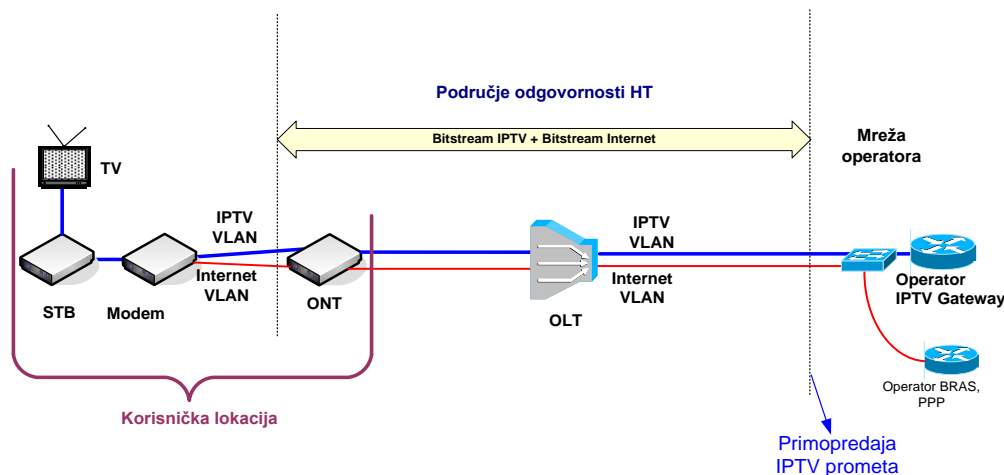 Područje odgovornosti HT
Bitstream IPTV + Bitstream Internet
Mreža
operatora
TV
IPTV
VLAN
Internet
VLAN
STB
Modem
ONT
OLT
IPTV
VLAN
Internet
VLAN
Operator
IPTV Gateway
Operator BRAS,
PPP
Korisnička lokacija
Primopredaja
IPTV prometa